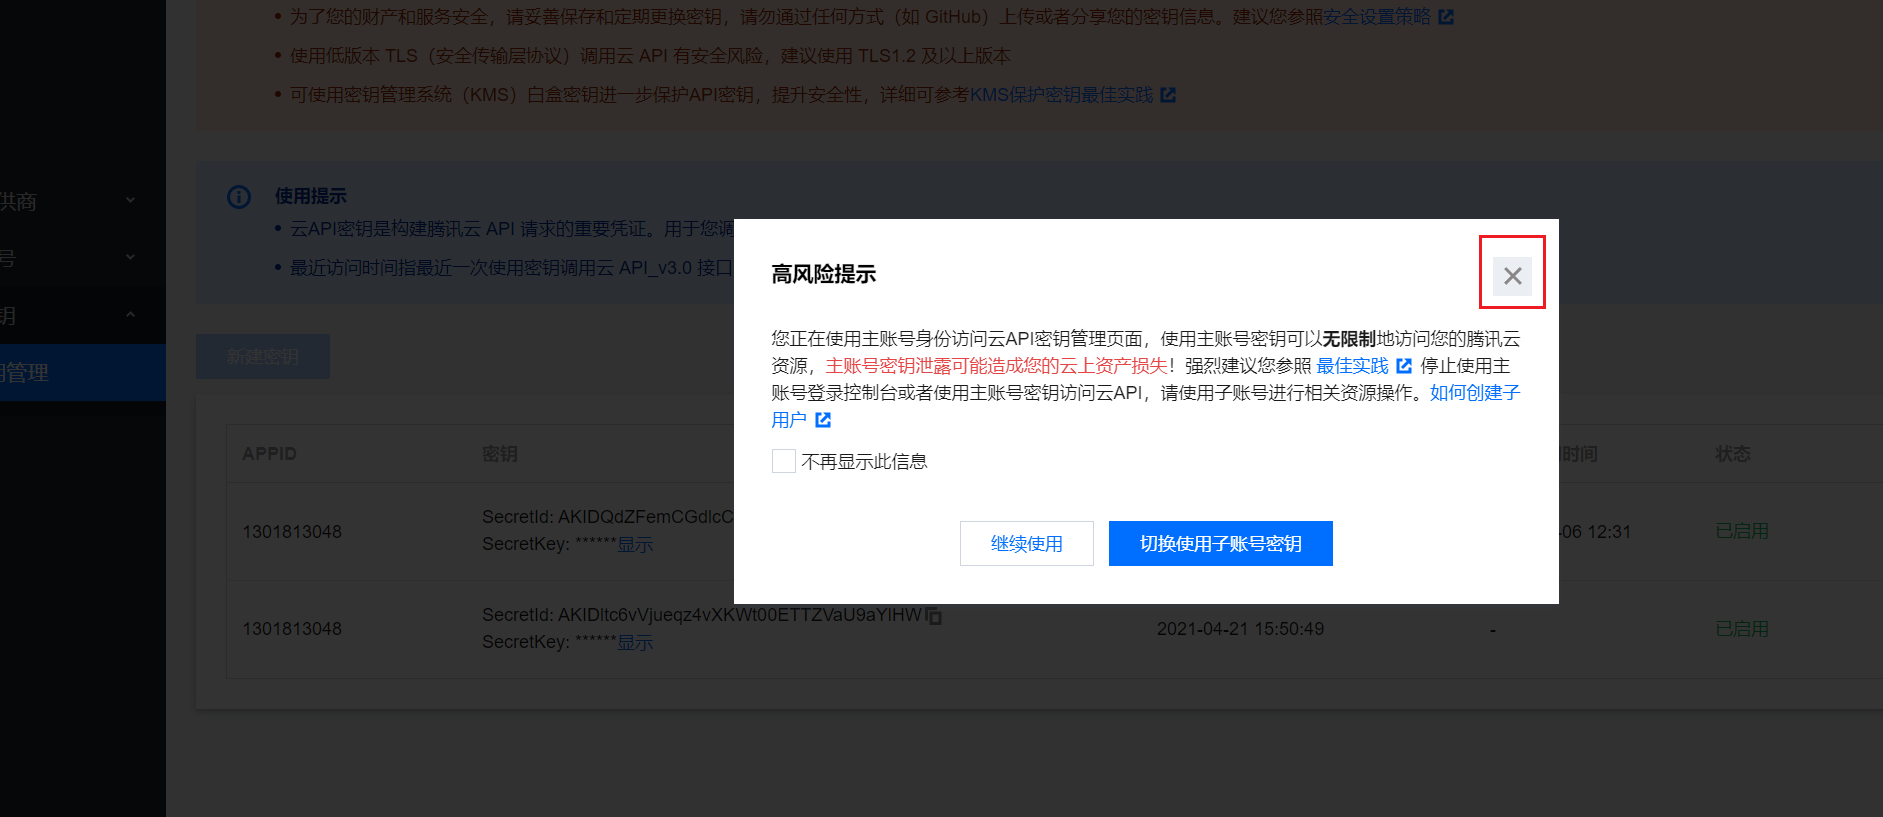 为了您的财产和服务安全，请妥善保存和定期更换密钥，请勿通过任何方式（如 GitHub）上传或者分享您的密钥信息。建议您参照安全设置策略
使用低版本 TLS（安全传输层协议）调用云 API 有安全风险，建议使用 TLS1.2 及以上版本
可使用密钥管理系统（KMS）白盒密钥进一步保护API密钥，提升安全性，详细可参考KMS保护密钥最佳实践
供商
号
钥
管理
使用提示
云API密钥是构建腾讯云 API 请求的重要凭证。用于您调
最近访问时间指最近一次使用密钥调用云 API_v3.0 接口
新建密钥
高风险提示
您正在使用主账号身份访问云API密钥管理页面，使用主账号密钥可以无限制地访问您的腾讯云
资源，主账号密钥泄露可能造成您的云上资产损失！强烈建议您参照 最佳实践 停止使用主
账号登录控制台或者使用主账号密钥访问云API，请使用子账号进行相关资源操作。如何创建子
用户
不再显示此信息
继续使用 切换使用子账号密钥
APPID 密钥 时间 状态
1301813048 SecretId: AKIDQdZFemCGdlcC -06 12:31 已启用
SecretKey: ******显示
1301813048 SecretId: AKIDltc6vVjueqz4vXKWt00ETTZVaU9aYlHW 2021-04-21 15:50:49 - 已启用
SecretKey: ******显示